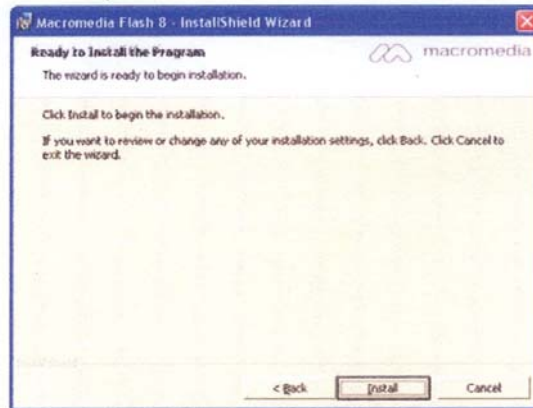 Macromedia Flash 8 - InstallShield Wizard
Ready to Install the Program
macromedia
The wizard is ready to begin installation.
Click Install to begin the installation.
If you want to review or change any of your installation settings, click Back. Click Cancel to
exit the wizard.
< Back
Install
Cancel